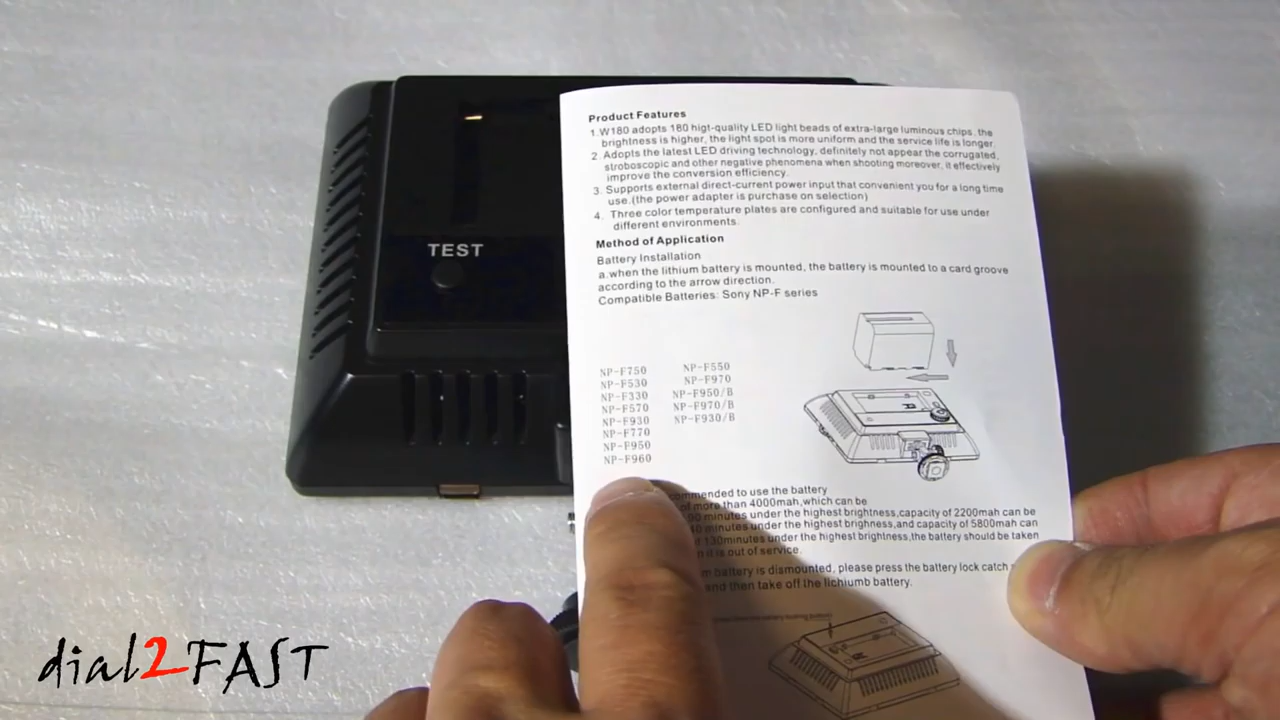 TEST
Product Features
1.W180 adopts 180 higt-quality LED light beads of extra-large luminous chips, the
brightness is higher, the light spot is more uniform and the service life is longer.
2. Adopts the latest LED driving technology, definitely not appear the corrugated,
stroboscopic and other negative phenomena when shooting moreover, it effectively
improve the conversion efficiency.
3. Supports external direct-current power input that convenient you for a long time
use.(the power adapter is purchase on selection)
4. Three color temperature plates are configured and suitable for use under
different environments.
Method of Application
Battery Installation
a.when the lithium battery is mounted, the battery is mounted to a card groove
according to the arrow direction.
Compatible Batteries: Sony NP-F series
NP-F750
NP-F530
NP-F330
NP-F570
NP-F930
NP-F770
NP-F950
NP-F960
NP-F550
NP-F970
NP-F950/B
NP-F970/B
NP-F930/B
commended to use the battery
of more than 4000mah,which can be
90 minutes under the highest brightness,capacity of 2200mah can be
40 minutes under the highest brighness,and capacity of 5800mah can
130minutes under the highest brighness,the battery should be taken
it is out of service.
battery is dismounted, please press the battery lock catch
and then take off the lichiumb battery.
dial2FAST